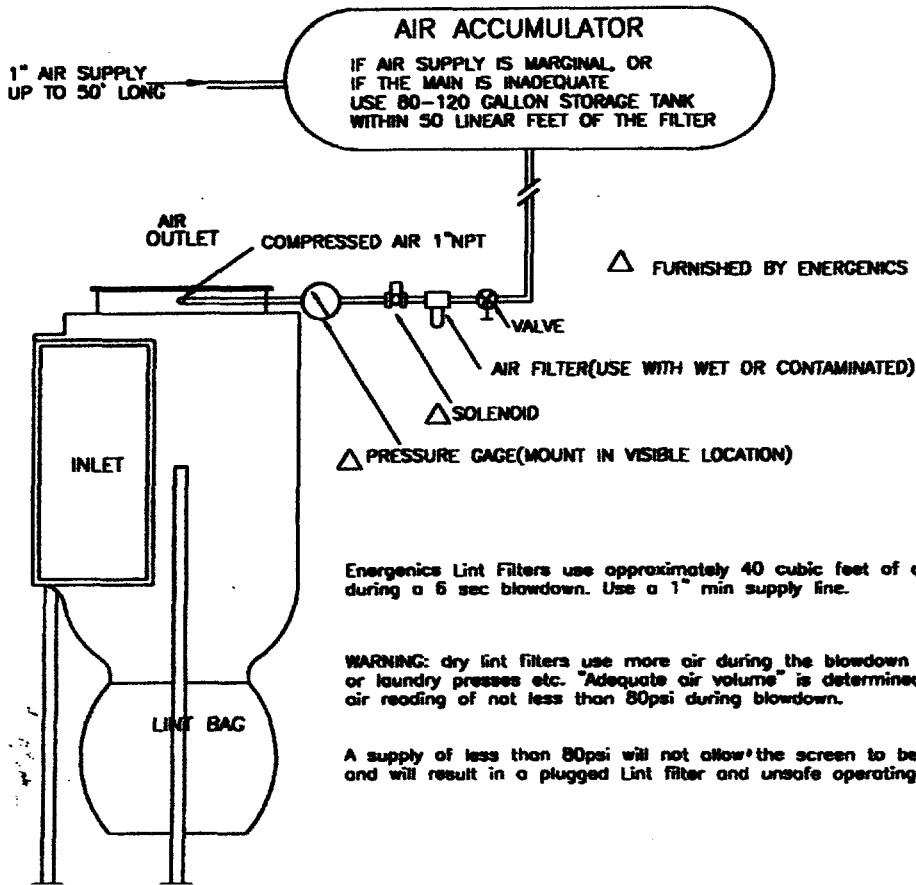 AIR ACCUMULATOR
IF AIR SUPPLY IS MARGINAL, OR
IF THE MAIN IS INADEQUATE
USE 80-120 GALLON STORAGE TANK
WITHIN 50 LINEAR FEET OF THE FILTER
1" AIR SUPPLY
UP TO 50' LONG
AIR
OUTLET
COMPRESSED AIR 1"NPT
△ FURNISHED BY ENERGENICS
VALVE
AIR FILTER(USE WITH WET OR CONTAMINATED)
△ SOLENOID
△ PRESSURE GAGE(MOUNT IN VISIBLE LOCATION)
INLET
Energenics Lint Filters use approximately 40 cubic feet of
during a 6 sec blowdown. Use a 1" min supply line.
WARNING: dry lint filters use more air during the blowdown
or laundry presses etc. "Adequate air volume" is determined
air reading of not less than 80psi during blowdown.
A supply of less than 80psi will not allow the screen to be
and will result in a plugged Lint filter and unsafe operating
LINT BAG